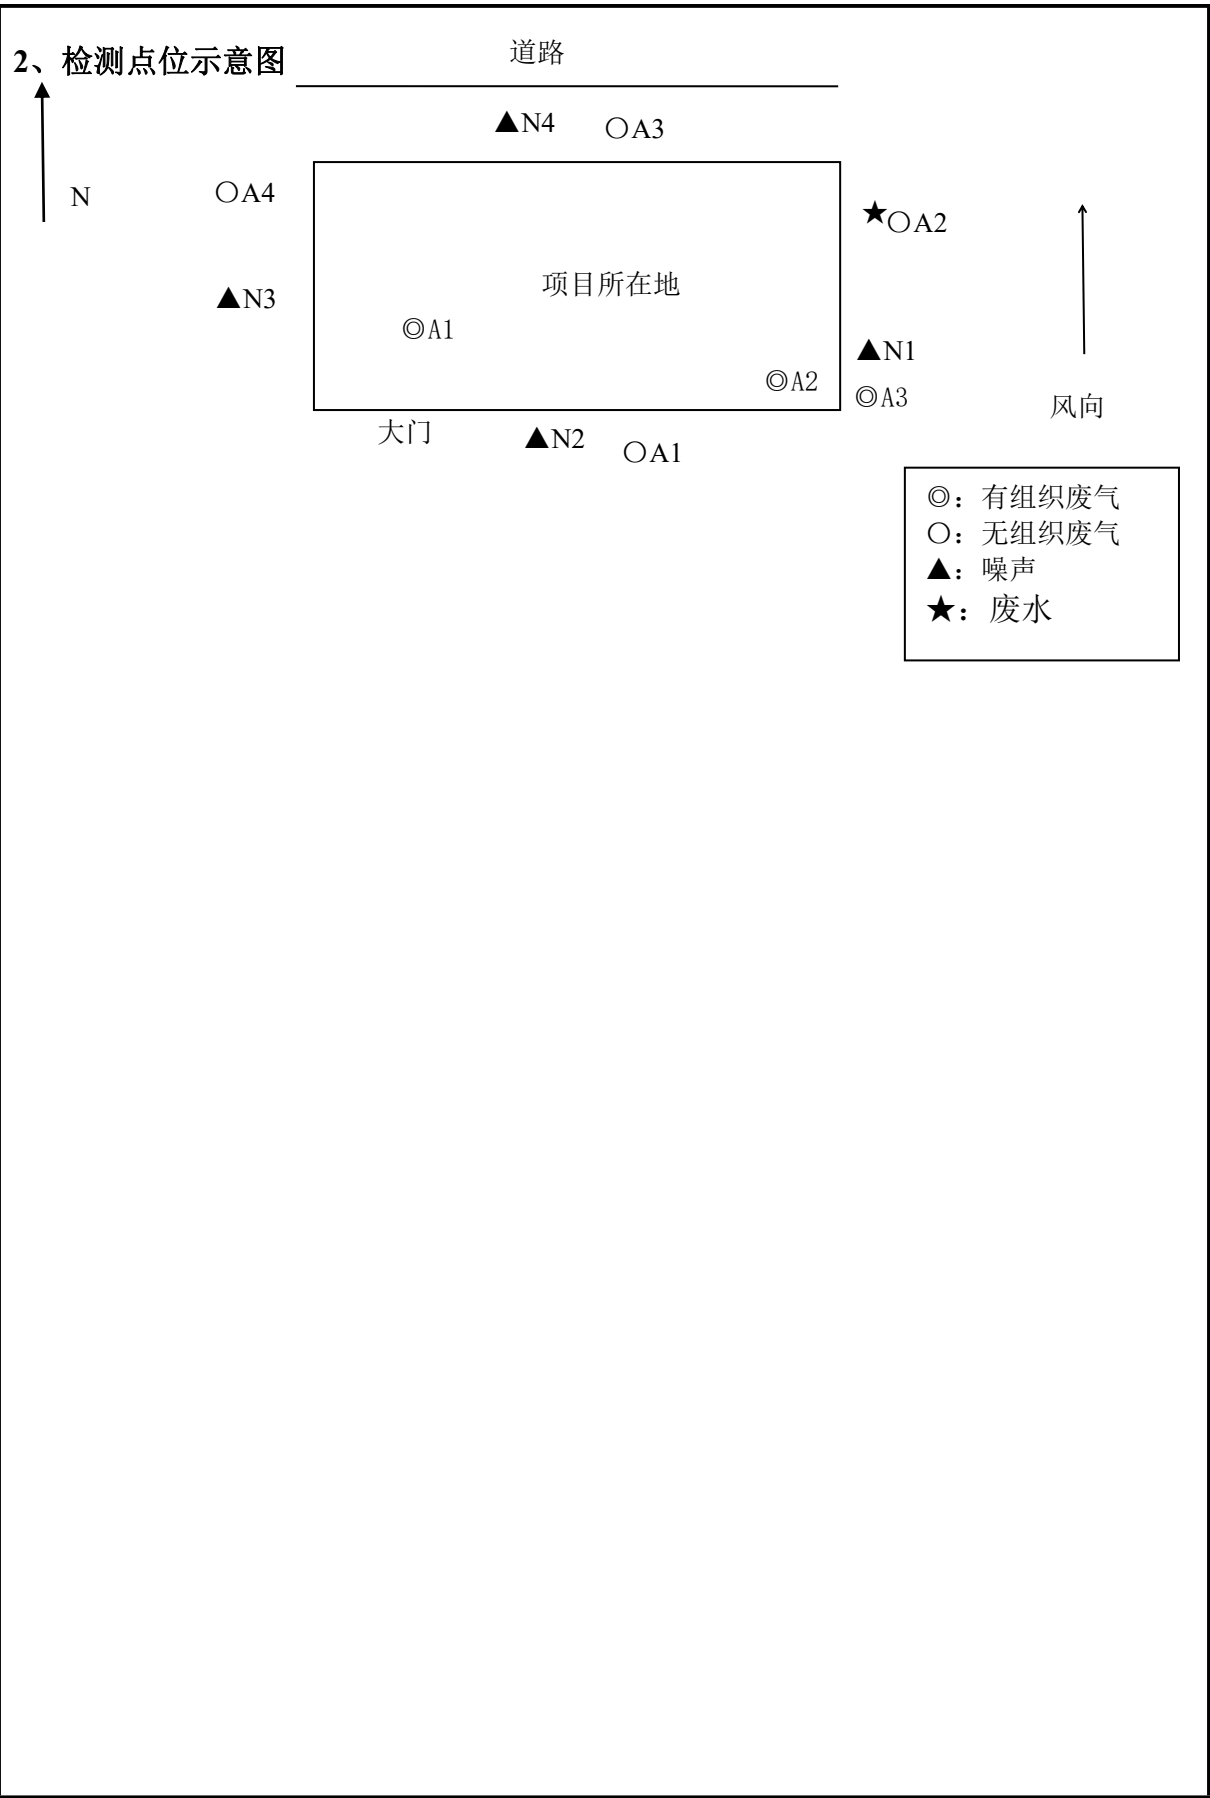 2、检测点位示意图
道路
▲N4
○A3
N
○A4
★○A2
项目所在地
▲N3
◎A1
▲N1
◎A2
◎A3
风向
大门
▲N2
○A1
◎：有组织废气
○：无组织废气
▲：噪声
★：废水